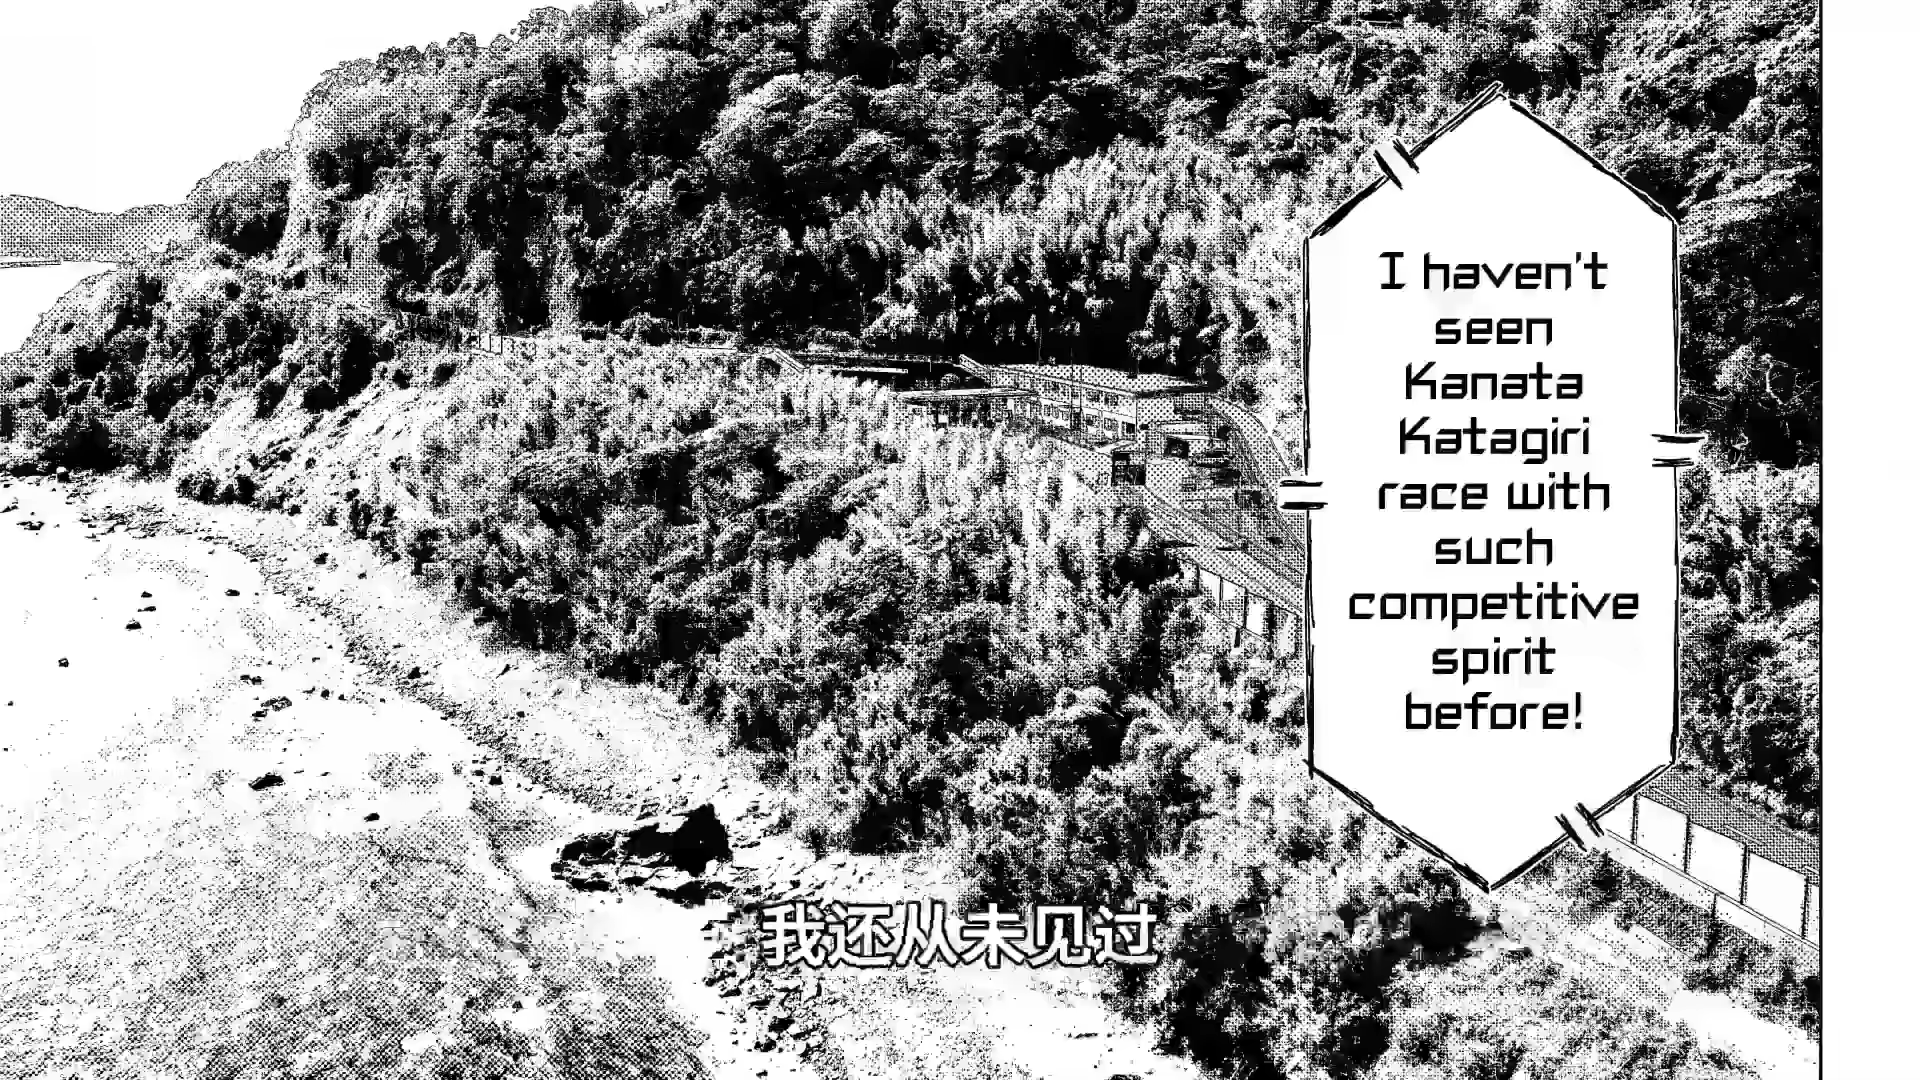 I haven't
seen
Kanata
Katagiri
race with
such
competitive
spirit
before!
我还从未见过